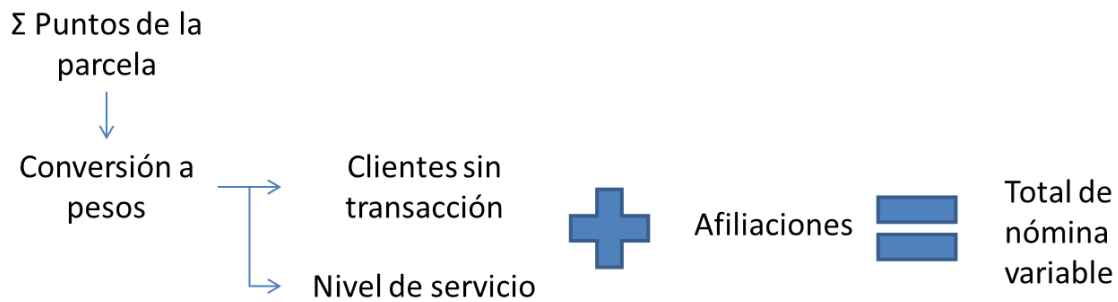 Σ Puntos de la
parcela
Conversión a
pesos
Clientes sin
transacción
Nivel de servicio
Afiliaciones
Total de
nómina
variable